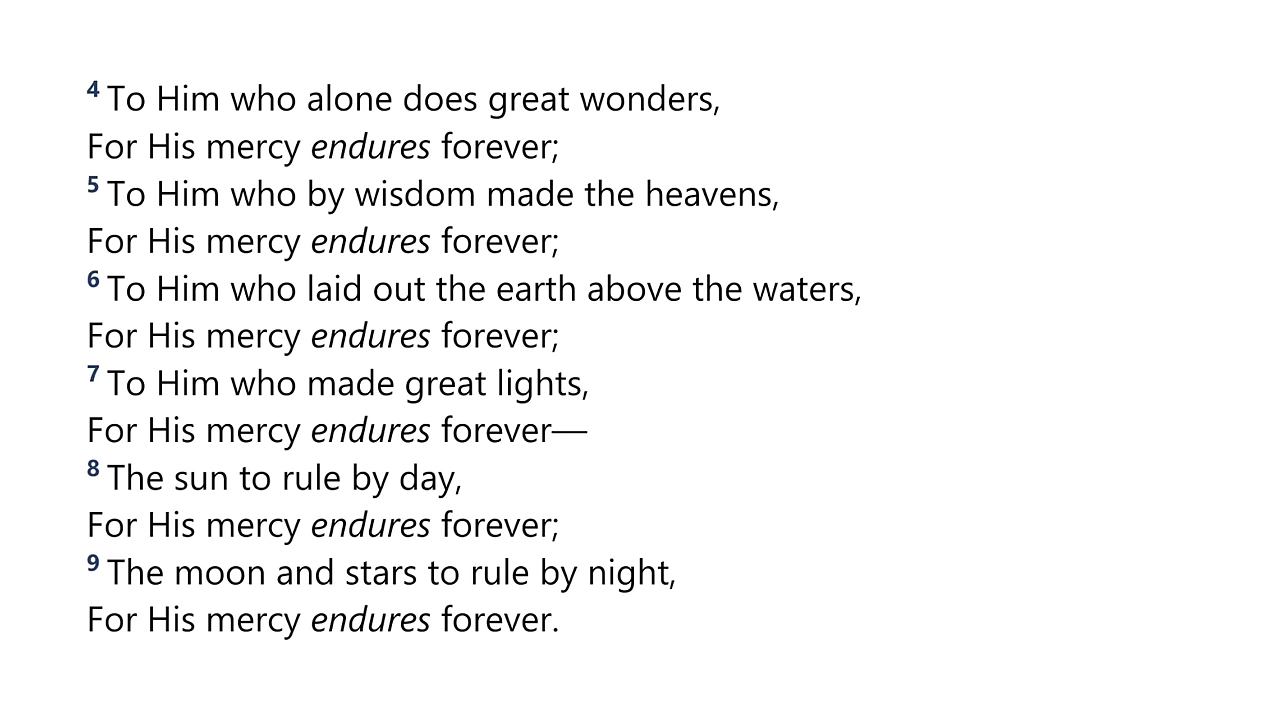 4 To Him who alone does great wonders,
For His mercy endures forever;
5 To Him who by wisdom made the heavens,
For His mercy endures forever;
6 To Him who laid out the earth above the waters,
For His mercy endures forever;
7 To Him who made great lights,
For His mercy endures forever—
8 The sun to rule by day,
For His mercy endures forever;
9 The moon and stars to rule by night,
For His mercy endures forever.